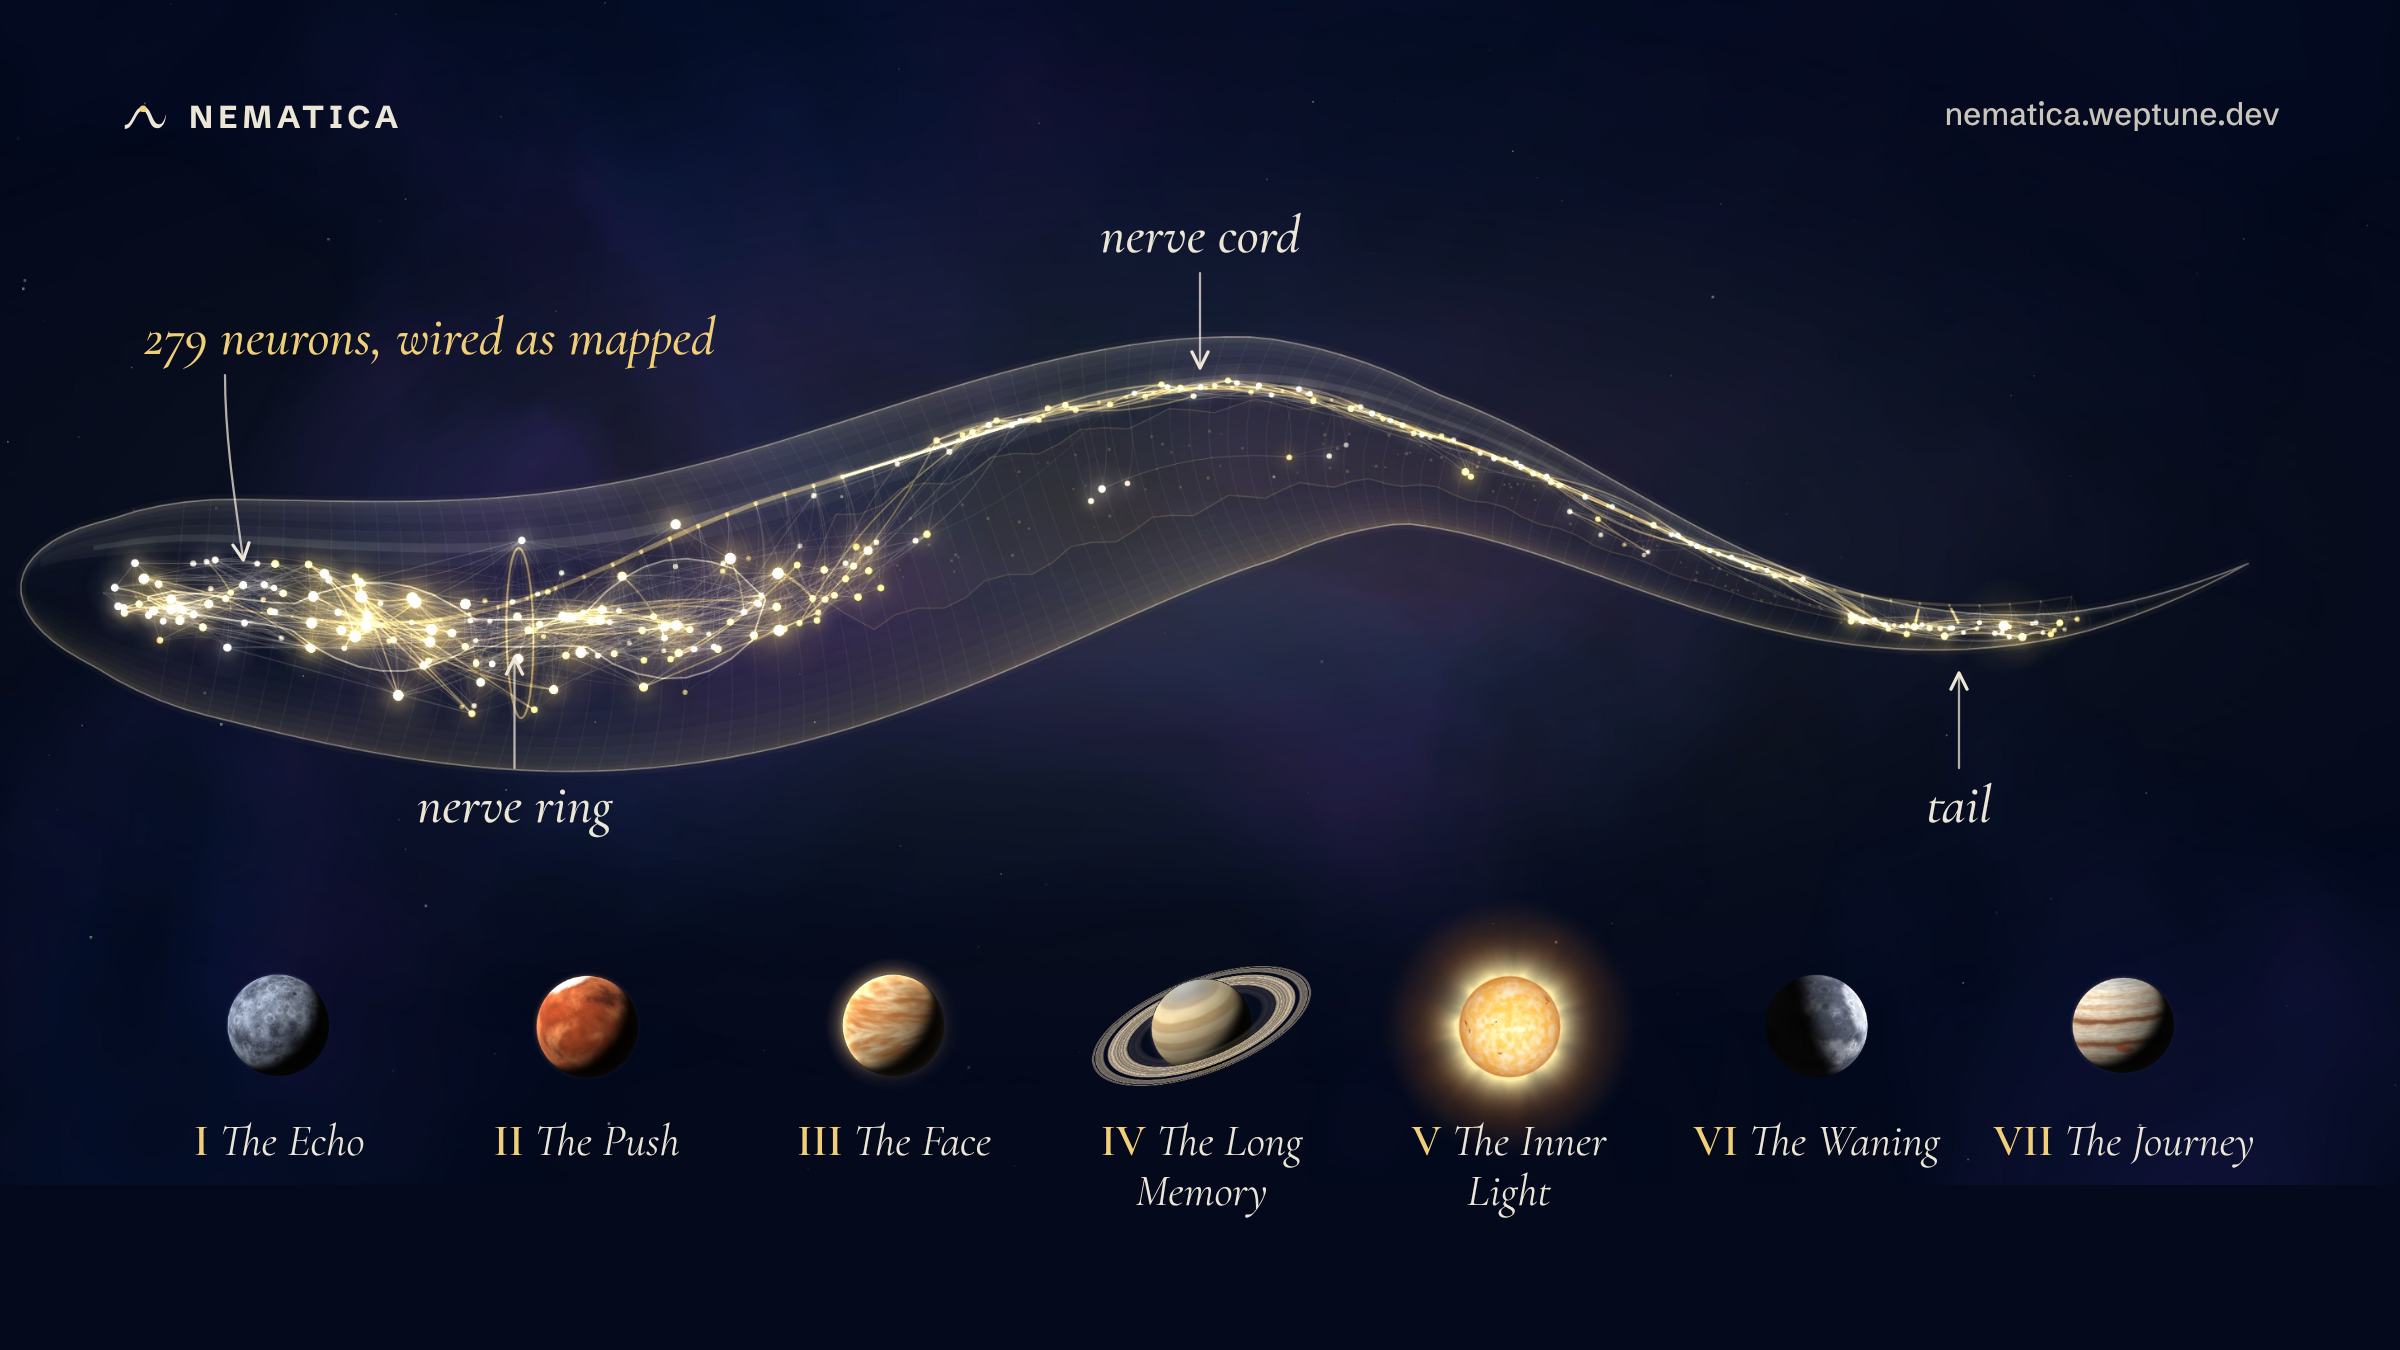 NEMATICA
nematica.weptune.dev
nerve cord
279 neurons, wired as mapped
nerve ring
tail
I The Echo
II The Push
III The Face
IV The Long
Memory
V The Inner
Light
VI The Waning
VII The Journey